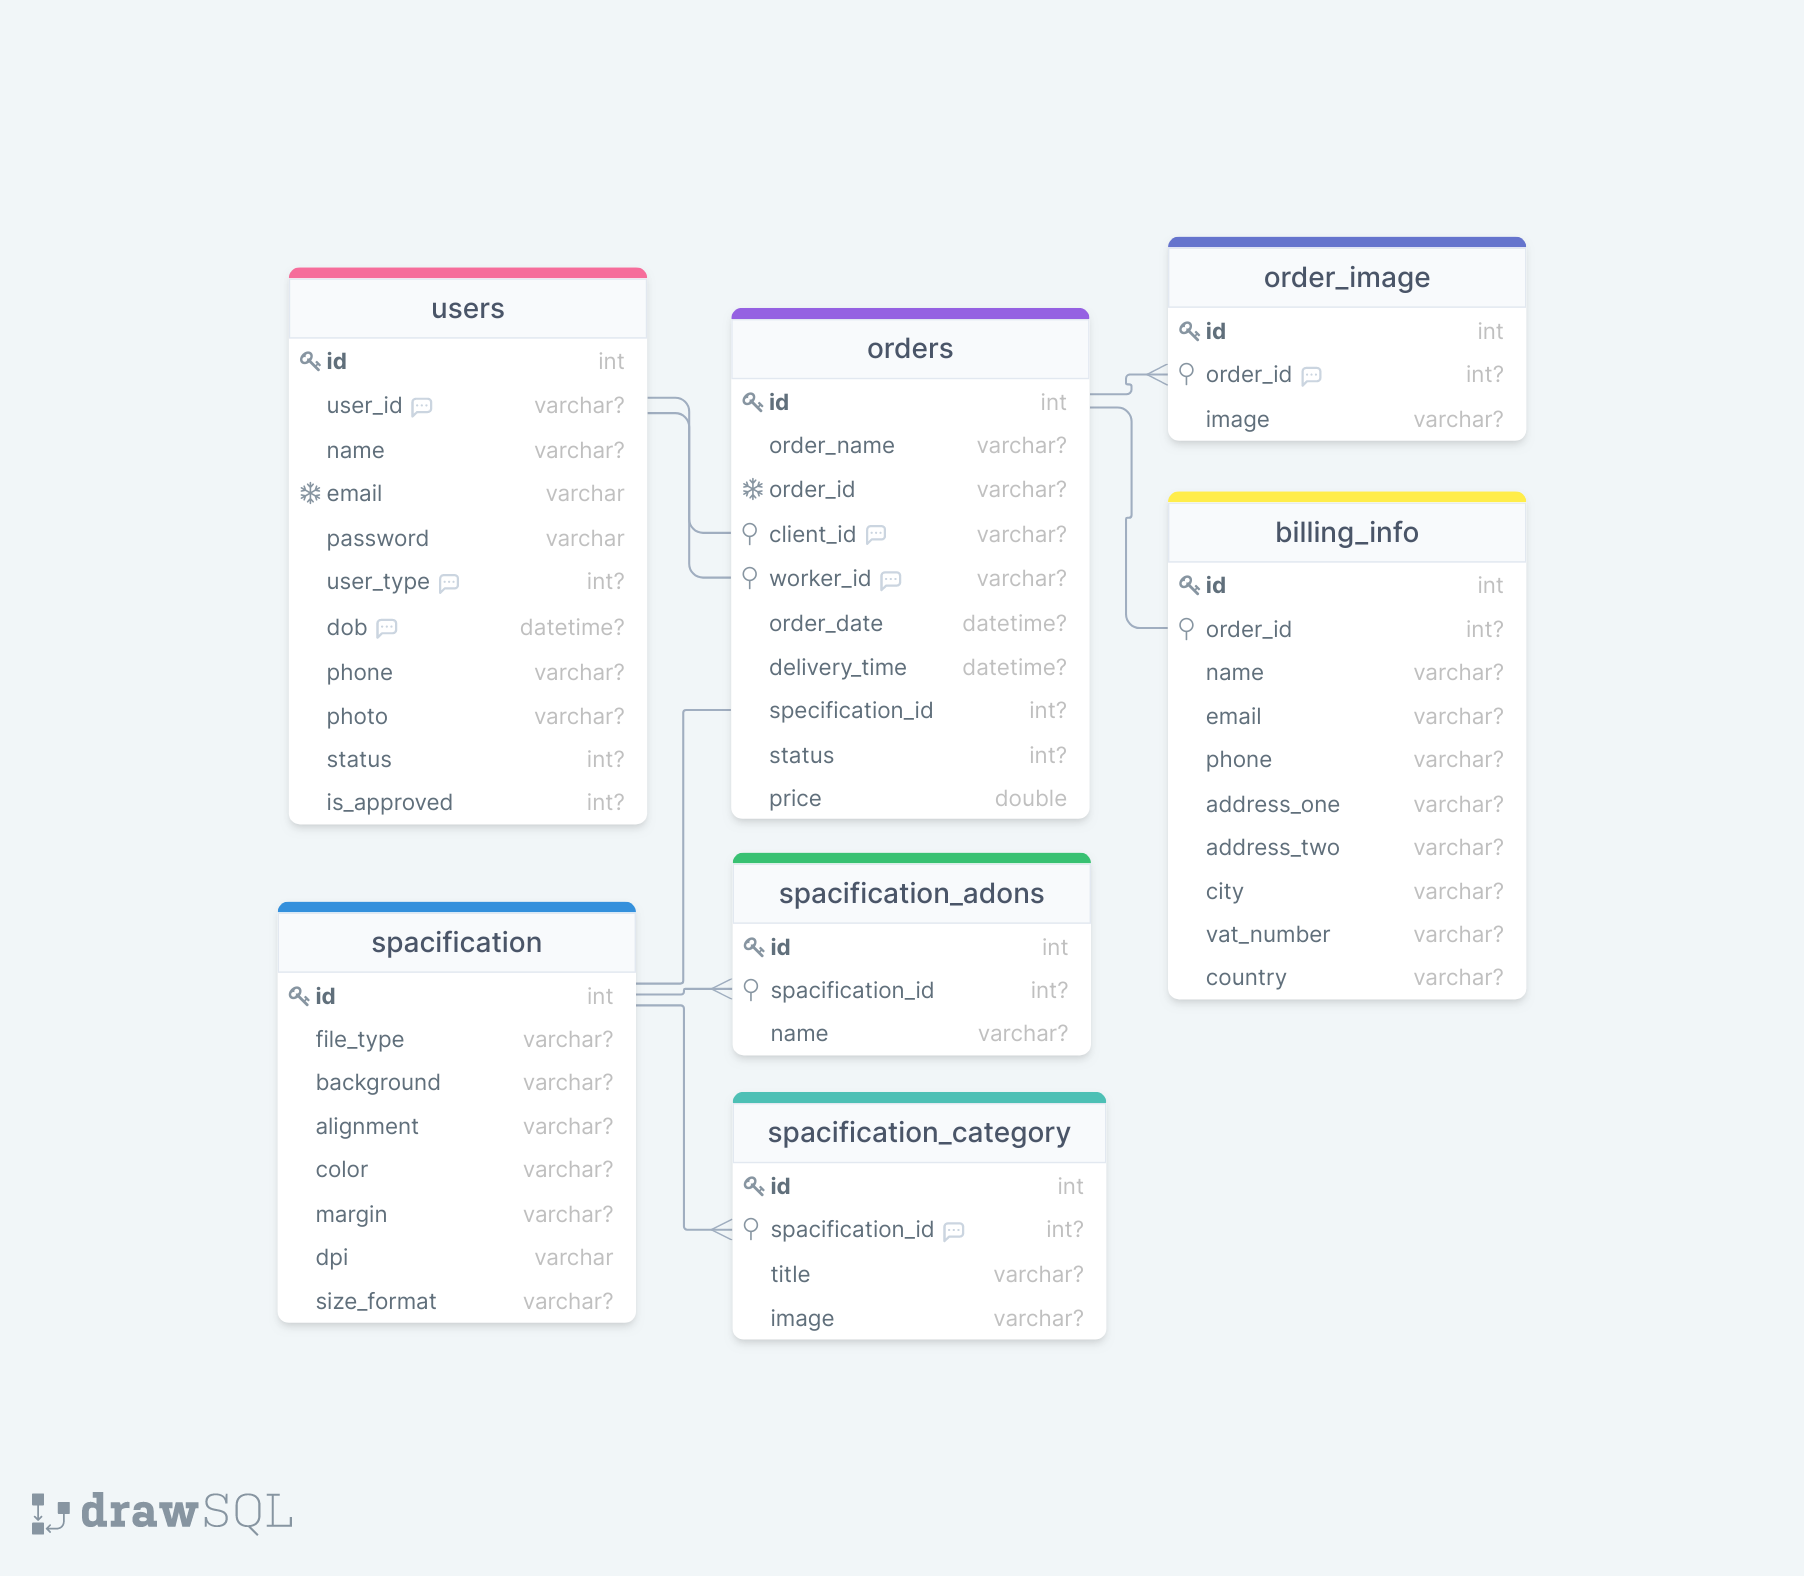 users
id int
user_id varchar?
name varchar?
email varchar
password varchar
user_type int?
dob datetime?
phone varchar?
photo varchar?
status int?
is_approved int?
orders
id int
order_name varchar?
order_id varchar?
client_id varchar?
worker_id varchar?
order_date datetime?
delivery_time datetime?
specification_id int?
status int?
price double
order_image
id int
order_id int?
image varchar?
billing_info
id int
order_id int?
name varchar?
email varchar?
phone varchar?
address_one varchar?
address_two varchar?
city varchar?
vat_number varchar?
country varchar?
spacification
id int
file_type varchar?
background varchar?
alignment varchar?
color varchar?
margin varchar?
dpi varchar
size_format varchar?
spacification_adons
id int
spacification_id int?
name varchar?
spacification_category
id int
spacification_id int?
title varchar?
image varchar?
drawSQL